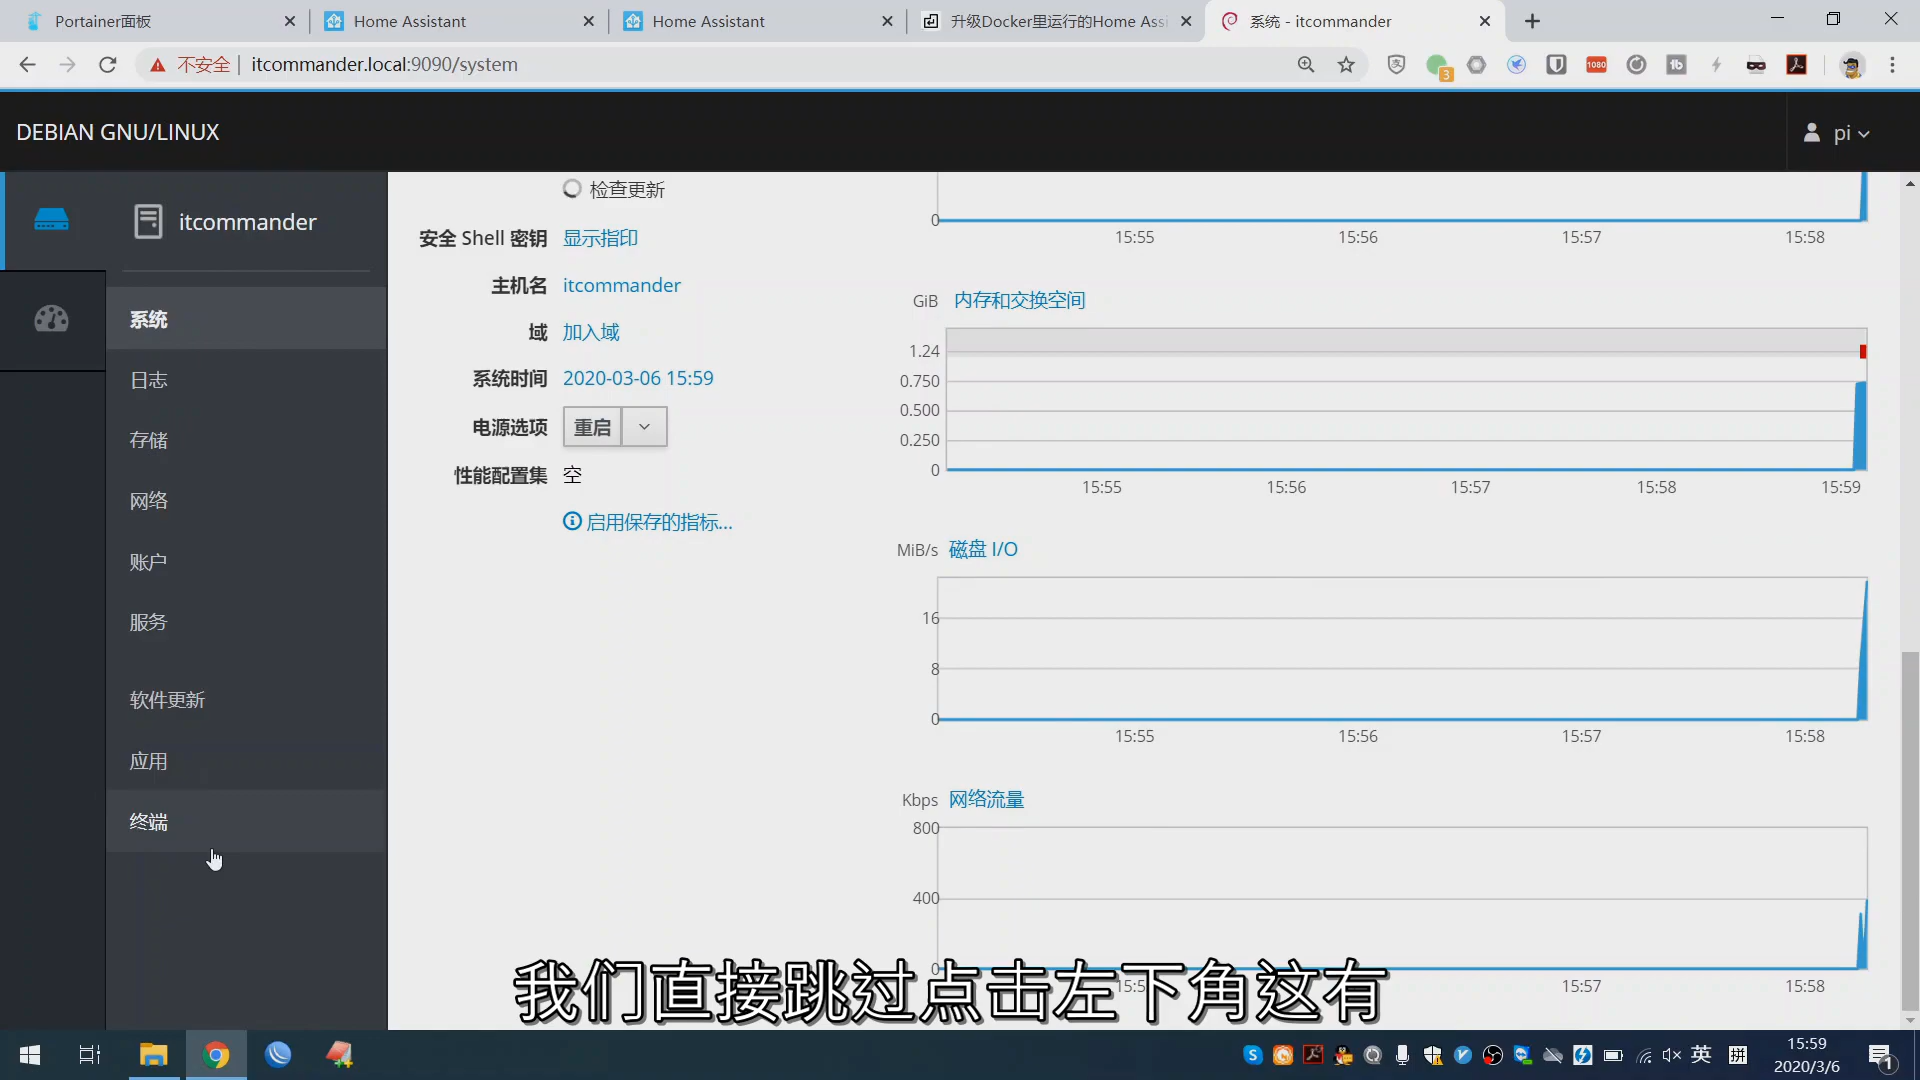 Portainer面板
Home Assistant
Home Assistant
升级Docker里运行的Home Assi
系统 - itcommander
不安全
itcommander.local:9090/system
3
1080
DEBIAN GNU/LINUX
pi
itcommander
系统
日志
存储
网络
账户
服务
软件更新
应用
终端
检查更新
安全 Shell 密钥
显示指印
主机名
itcommander
域
加入域
系统时间
2020-03-06 15:59
电源选项
重启
性能配置集
空
启用保存的指标...
0
15:55
15:56
15:57
15:58
GiB
内存和交换空间
1.24
0.750
0.500
0.250
0
15:55
15:56
15:57
15:58
15:59
MiB/s
磁盘 I/O
16
8
0
15:55
15:56
15:57
15:58
Kbps
网络流量
800
400
0
15:57
15:58
我们直接跳过点击左下角这有
英
拼
15:59
2020/3/6
1